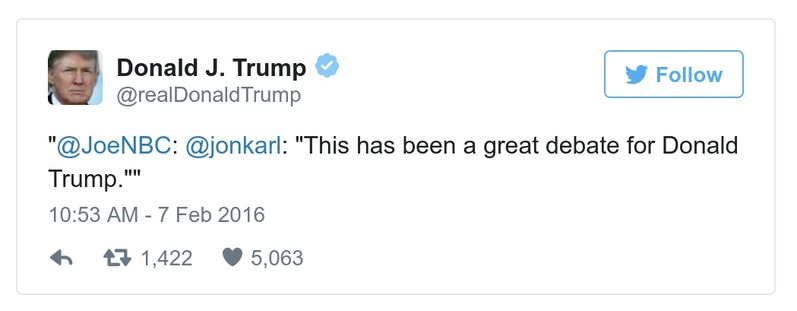 Donald J. Trump
@realDonaldTrump
Follow
"@JoeNBC: @jonkarl: "This has been a great debate for Donald
Trump.""
10:53 AM - 7 Feb 2016
1,422 5,063